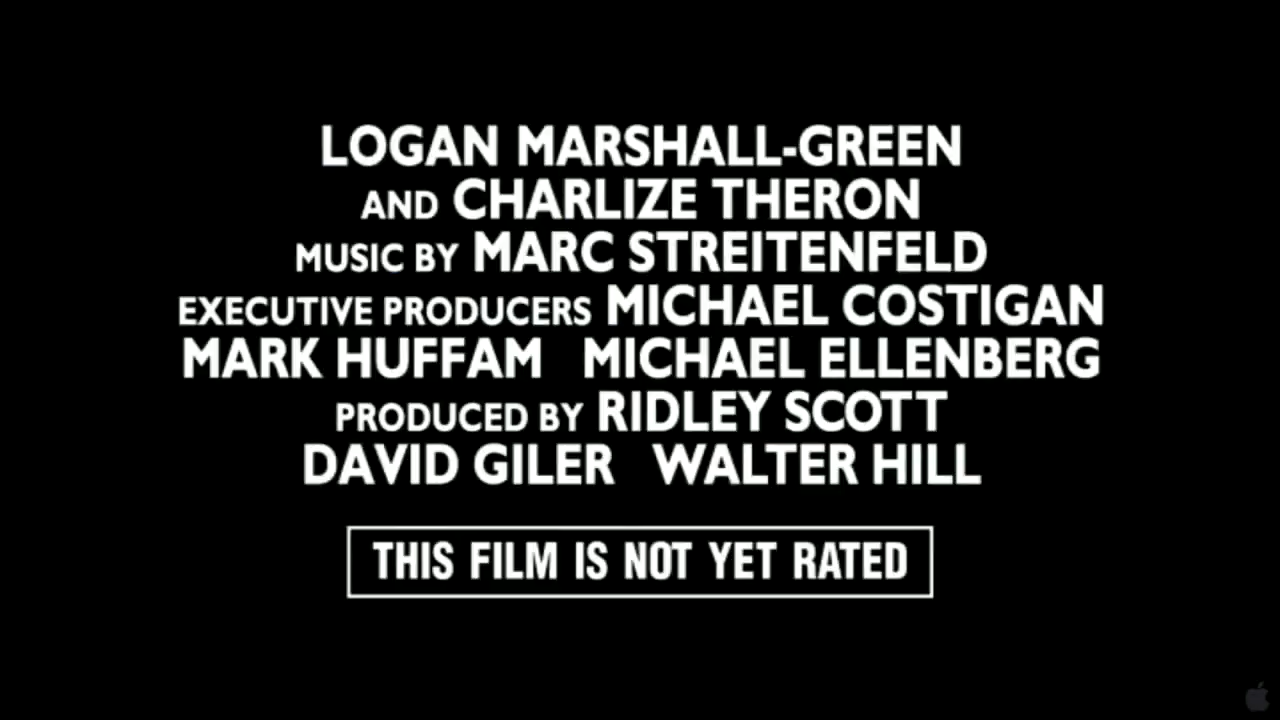 LOGAN MARSHALL-GREEN
AND CHARLIZE THERON
MUSIC BY MARC STREITENFELD
EXECUTIVE PRODUCERS MICHAEL COSTIGAN
MARK HUFFAM MICHAEL ELLENBERG
PRODUCED BY RIDLEY SCOTT
DAVID GILER WALTER HILL
THIS FILM IS NOT YET RATED